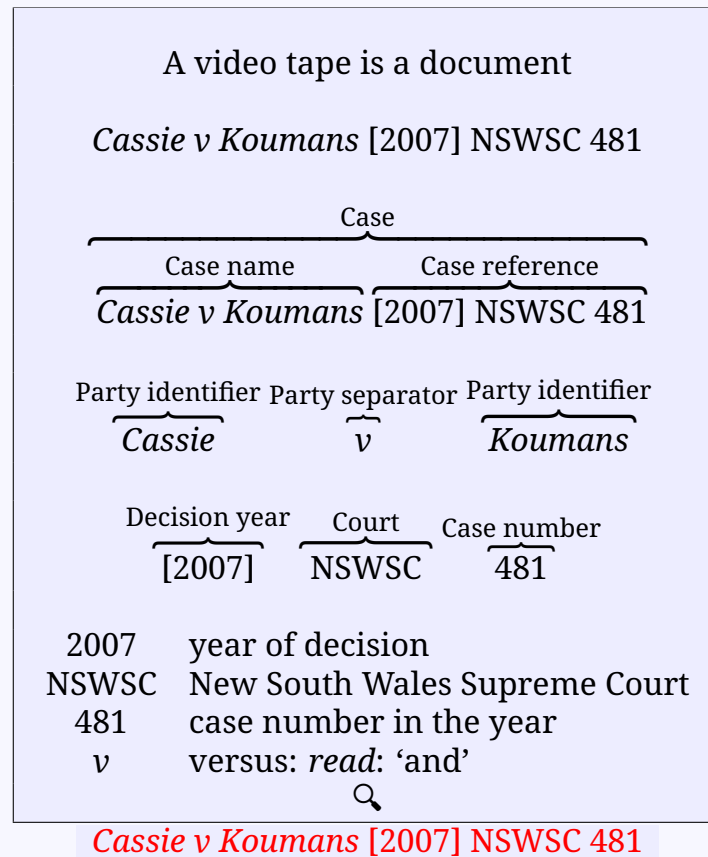 A video tape is a document
Cassie v Koumans [2007] NSWSC 481
Case
Case name Case reference
Cassie v Koumans [2007] NSWSC 481
Party identifier Party separator Party identifier
Cassie v Koumans
Decision year Court Case number
[2007] NSWSC 481
2007 year of decision
NSWSC New South Wales Supreme Court
481 case number in the year
v versus: read: ‘and’
Cassie v Koumans [2007] NSWSC 481